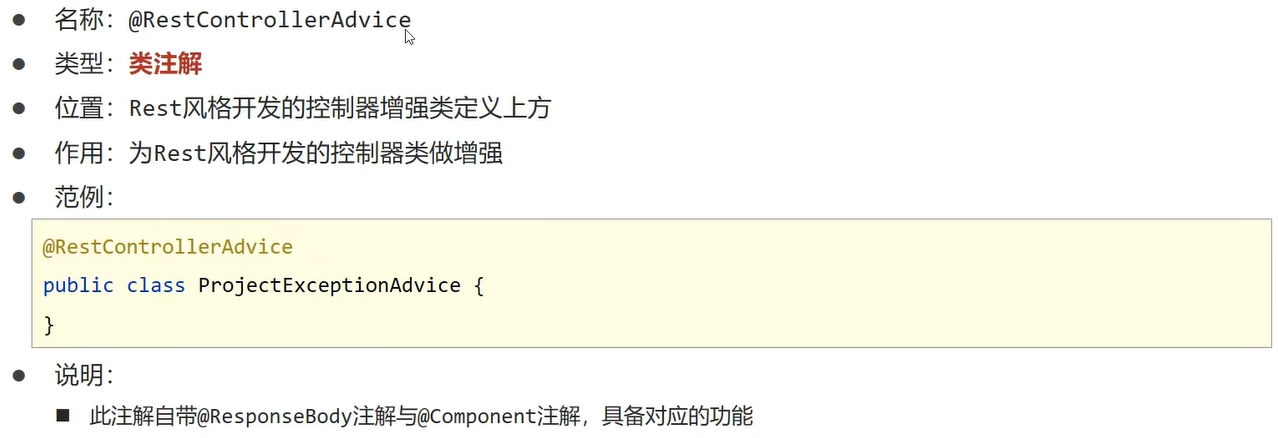 名称：@RestControllerAdvice
类型：类注解
位置：Rest风格开发的控制器增强类定义上方
作用：为Rest风格开发的控制器类做增强
范例：
@RestControllerAdvice
public class ProjectExceptionAdvice {
}
说明：
此注解自带@ResponseBody注解与@Component注解，具备对应的功能